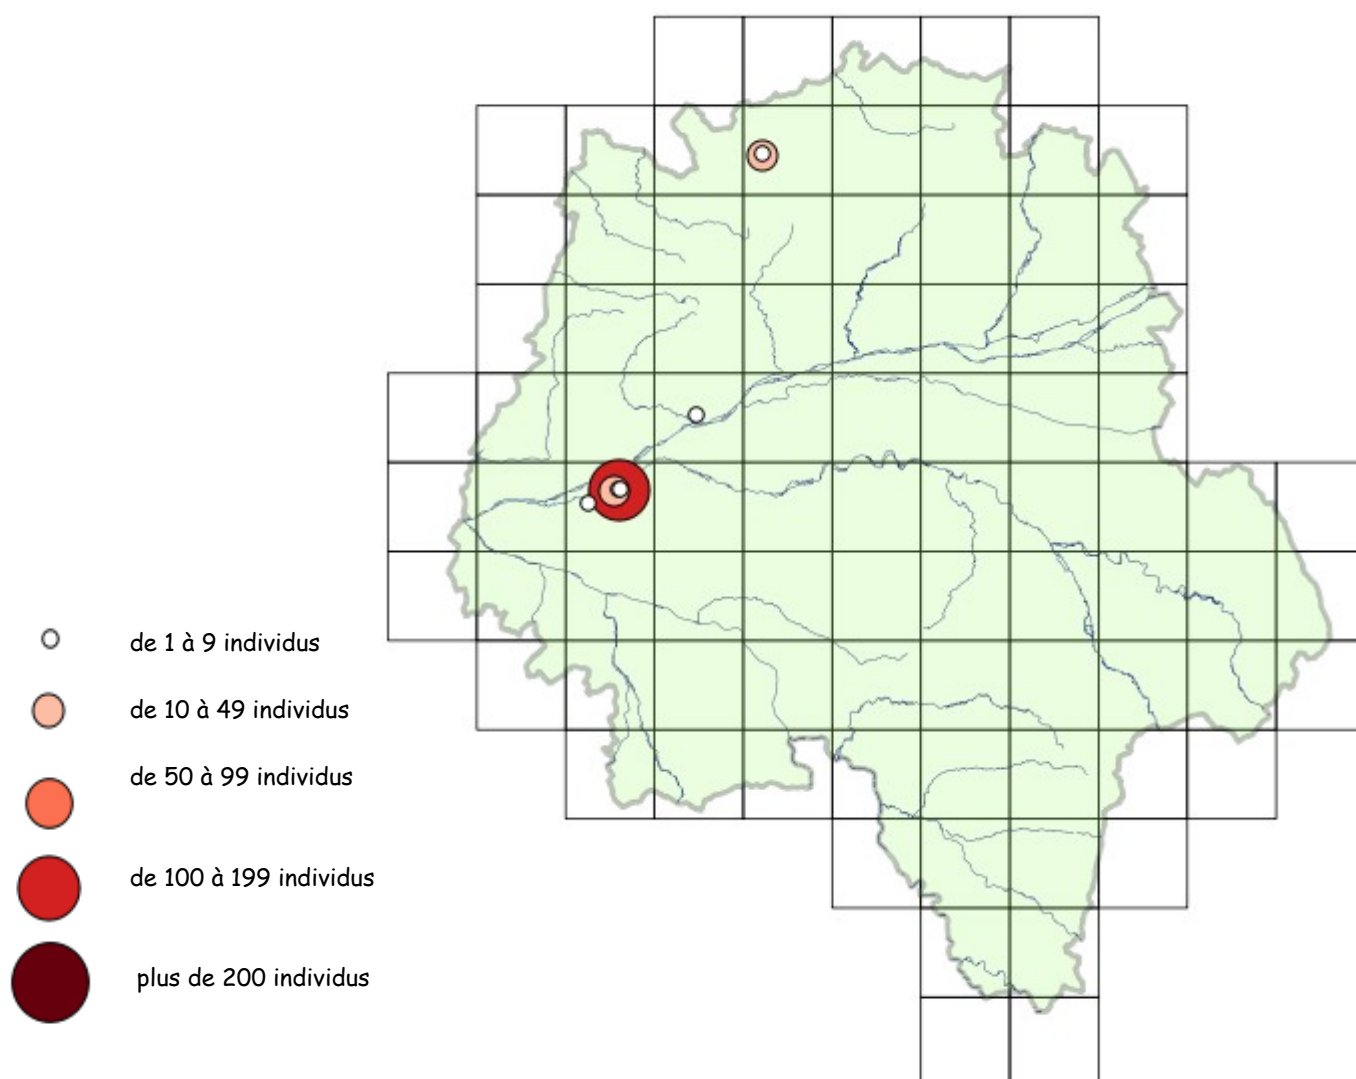 de 1 à 9 individus
de 10 à 49 individus
de 50 à 99 individus
de 100 à 199 individus
plus de 200 individus